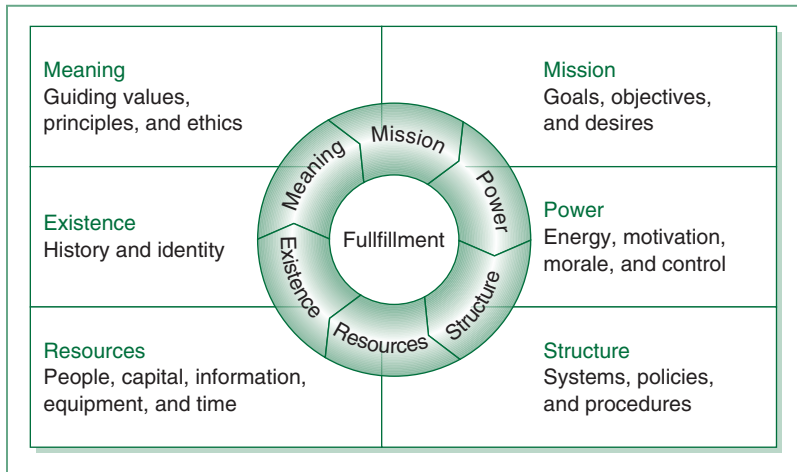 Meaning
Guiding values,
principles, and ethics
Mission
Goals, objectives,
and desires
Existence
History and identity
Power
Energy, motivation,
morale, and control
Resources
People, capital, information,
equipment, and time
Structure
Systems, policies,
and procedures
Mission
Power
Structure
Resources
Existence
Meaning
Fullfillment